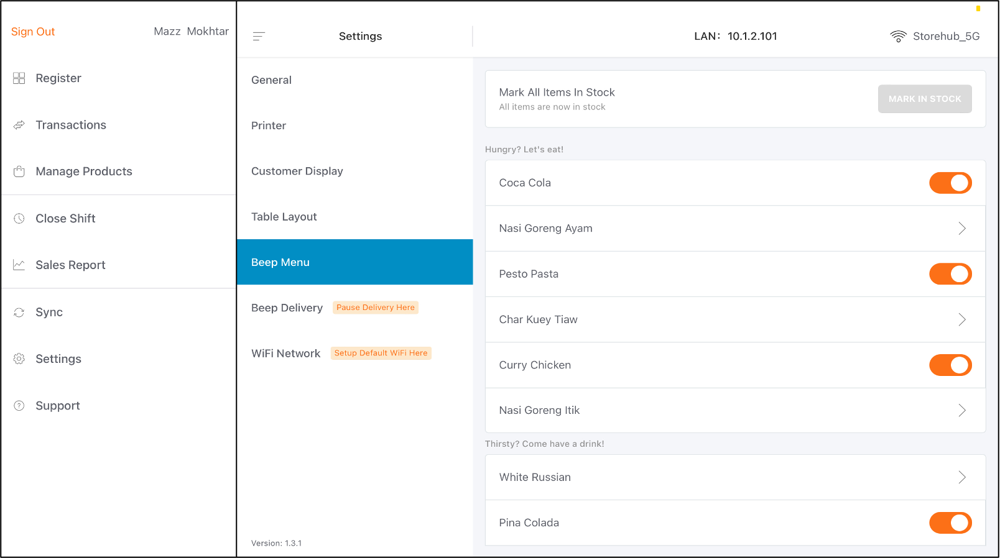 Sign Out
Mazz Mokhtar
Register
Transactions
Manage Products
Close Shift
Sales Report
Sync
Settings
Support
Settings
General
Printer
Customer Display
Table Layout
Beep Menu
Beep Delivery Pause Delivery Here
WiFi Network Setup Default WiFi Here
Version: 1.3.1
LAN: 10.1.2.101
Storehub_5G
Mark All Items In Stock
All items are now in stock
MARK IN STOCK
Hungry? Let's eat!
Coca Cola
Nasi Goreng Ayam
Pesto Pasta
Char Kuey Tiaw
Curry Chicken
Nasi Goreng Itik
Thirsty? Come have a drink!
White Russian
Pina Colada